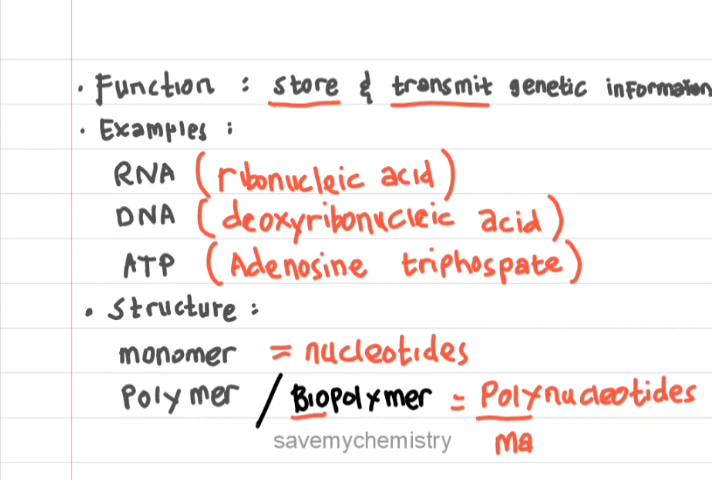 • Function : store & transmit genetic information
• Examples :
RNA (ribonucleic acid)
DNA (deoxyribonucleic acid)
ATP (Adenosine triphospate)
• Structure :
monomer = nucleotides
Polymer / Biopolymer = Polynucleotides
savemychemistry Ma